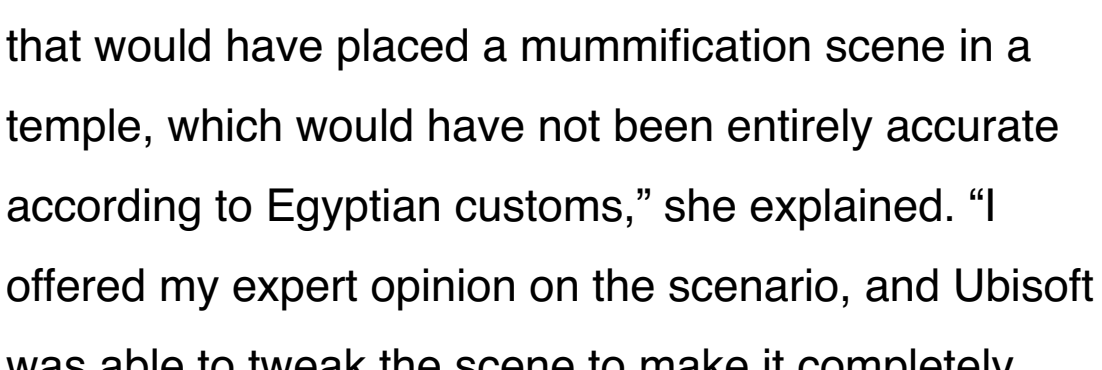 that would have placed a mummification scene in a
temple, which would have not been entirely accurate
according to Egyptian customs,” she explained. “I
offered my expert opinion on the scenario, and Ubisoft
was able to tweak the scene to make it completely